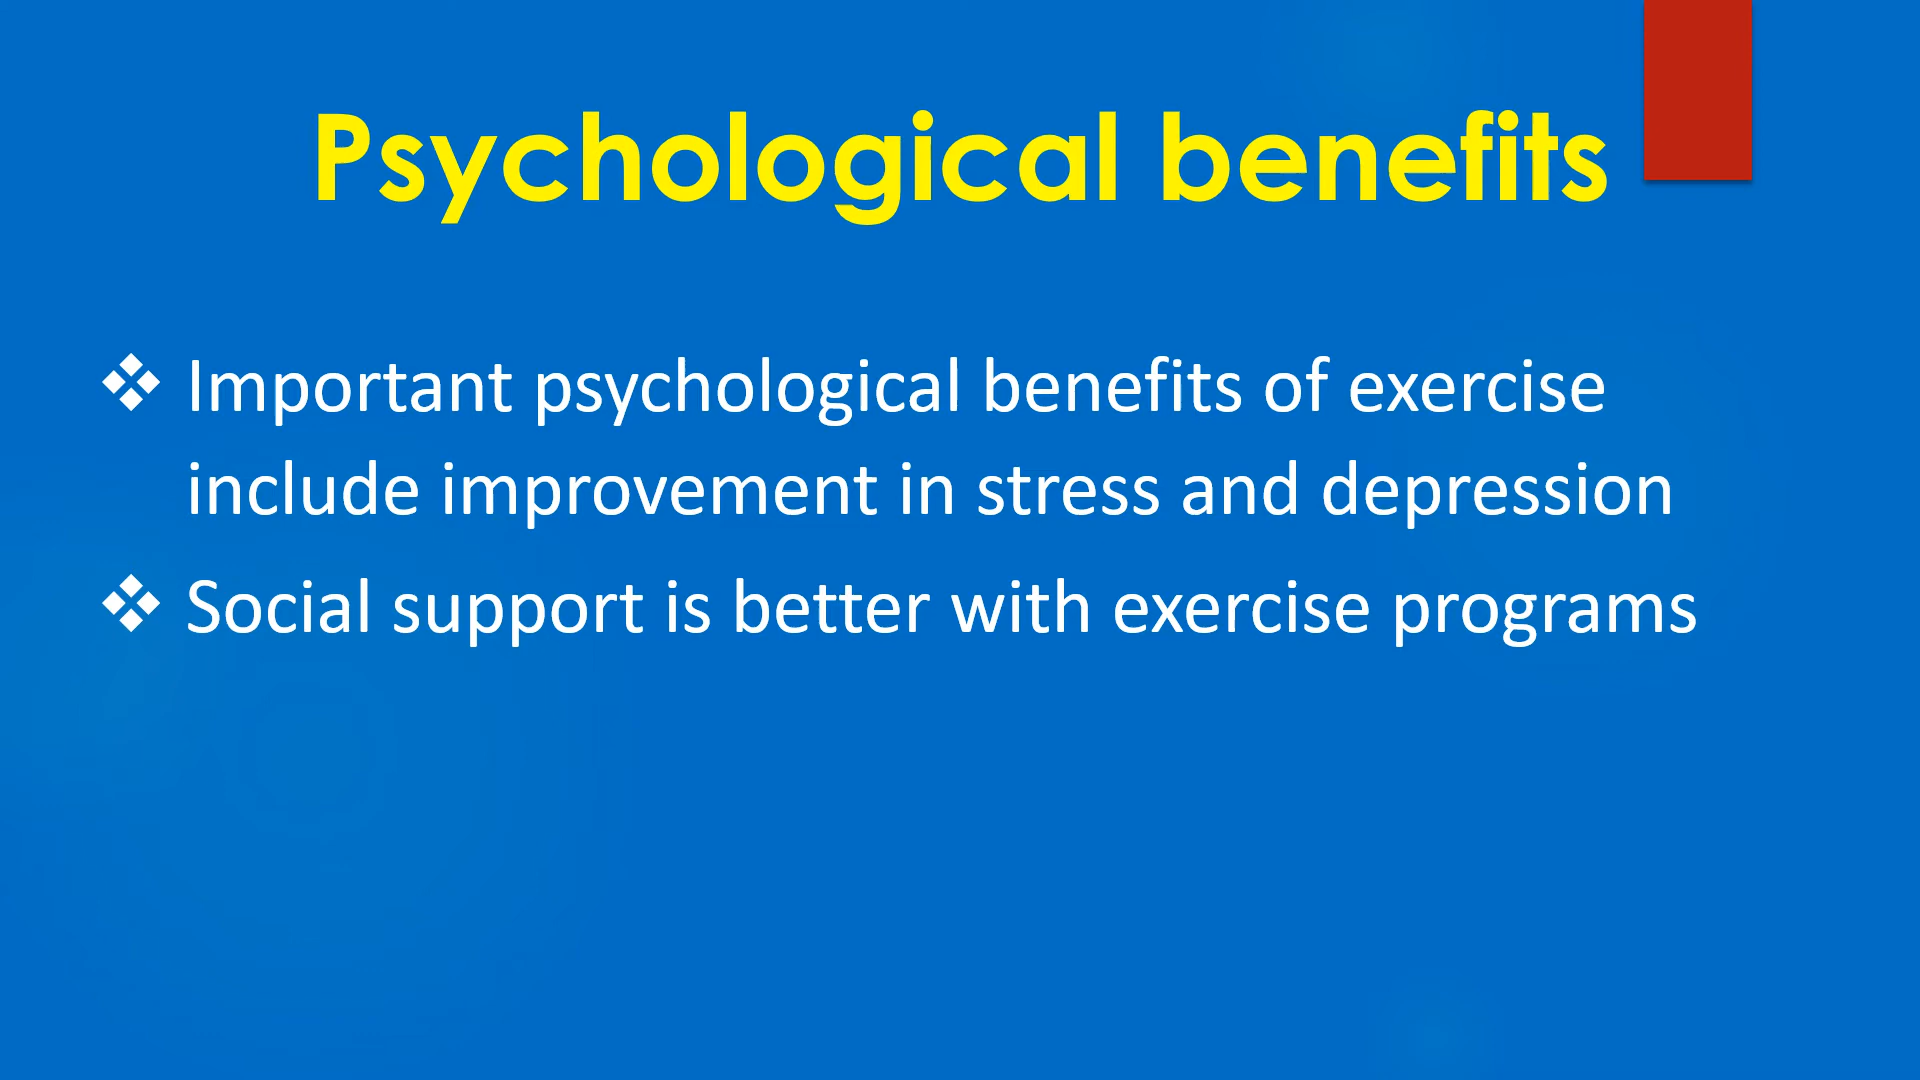 Psychological benefits
❖ Important psychological benefits of exercise
include improvement in stress and depression
❖ Social support is better with exercise programs